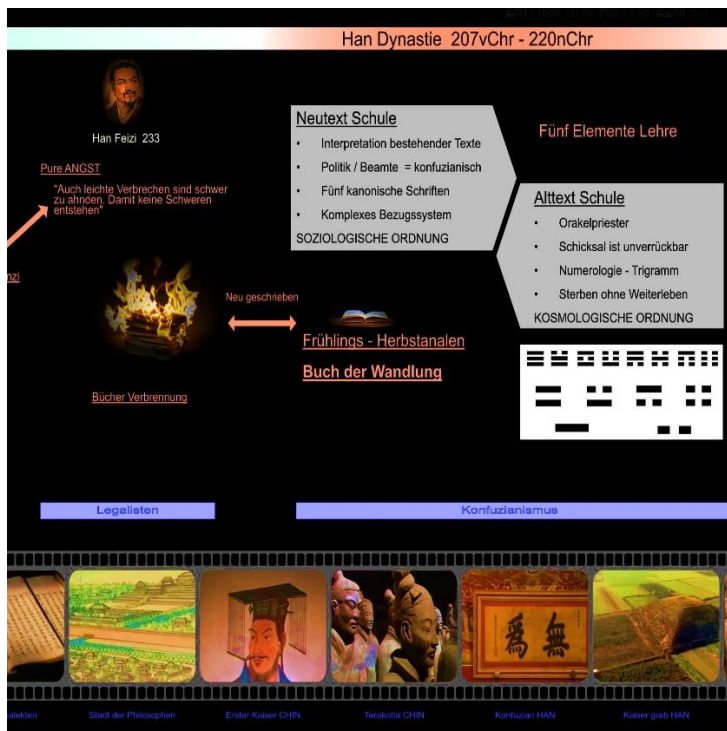 Han Dynastie 207vChr - 220nChr
Han Feizi 233
Pure ANGST
"Auch leichte Verbrechen sind schwer
zu ahnden. Damit keine Schweren
entstehen"
nzi
Bücher Verbrennung
Neu geschrieben
Neutext Schule
• Interpretation bestehender Texte
• Politik / Beamte = konfuzianisch
• Fünf kanonische Schriften
• Komplexes Bezugssystem
SOZIOLOGISCHE ORDNUNG
Fünf Elemente Lehre
Alttext Schule
• Orakelpriester
• Schicksal ist unverrückbar
• Numerologie - Trigramm
• Sterben ohne Weiterleben
KOSMOLOGISCHE ORDNUNG
Frühlings - Herbstanalen
Buch der Wandlung
Legalisten
Konfuzianismus
爲無
alekten
Stadt der Philosophen
Erster Kaiser CHIN
Terakotta CHIN
Konfuzian HAN
Kaiser grab HAN